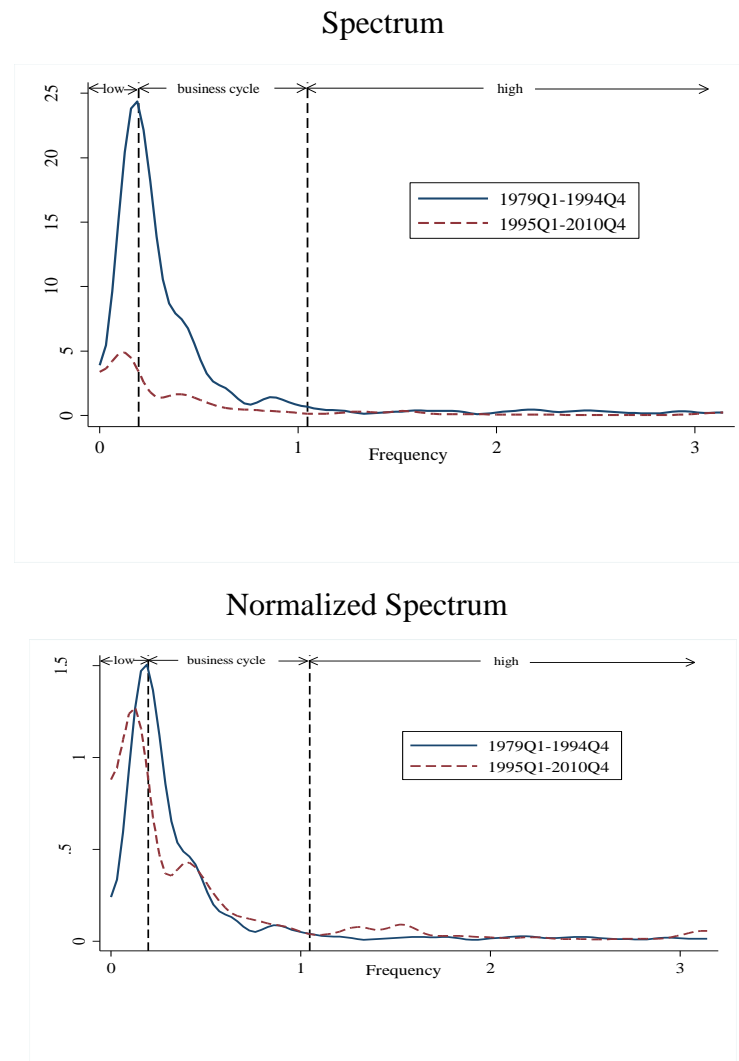 Spectrum
low business cycle high
25
20
15
10
5
0
1979Q1-1994Q4
1995Q1-2010Q4
0 1 2 3
Frequency
Normalized Spectrum
low business cycle high
1.5
1
.5
0
1979Q1-1994Q4
1995Q1-2010Q4
0 1 2 3
Frequency